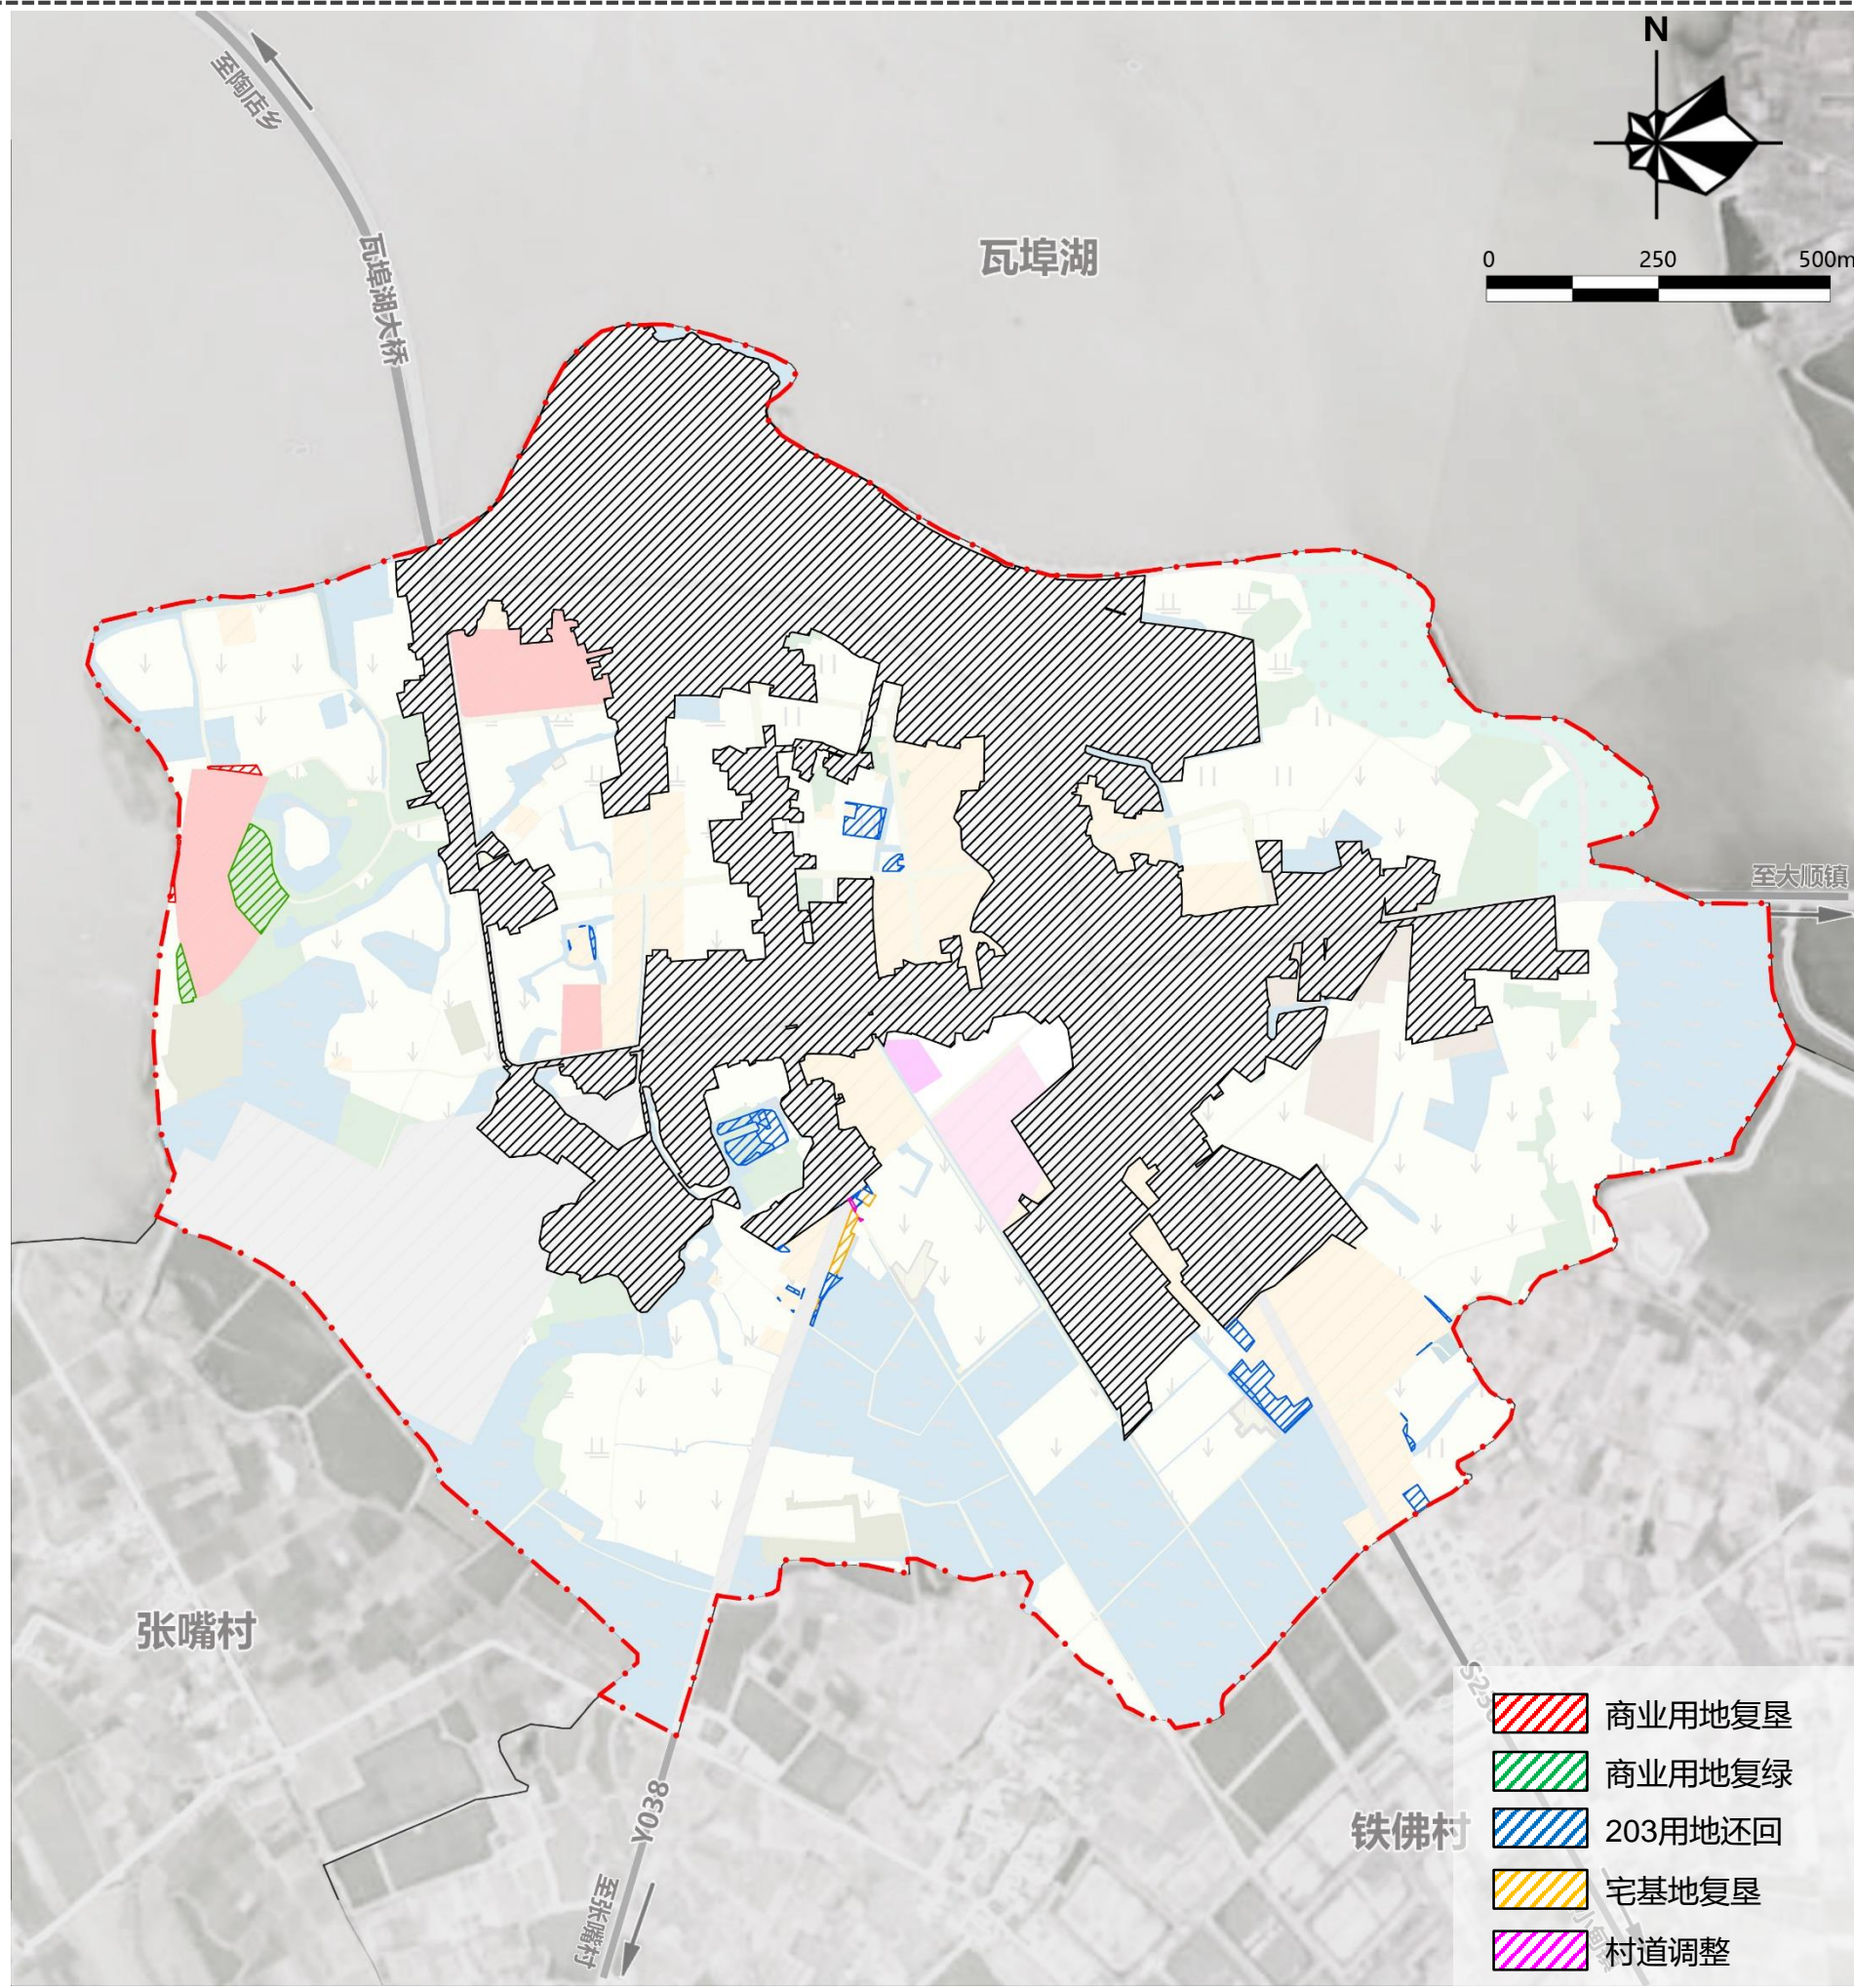 N
0 250 500m
至陶店乡
瓦埠湖大桥
瓦埠湖
至大顺镇
张嘴村
Y038
至张嘴村
铁佛村
商业用地复垦
商业用地复绿
203用地还回
宅基地复垦
村道调整